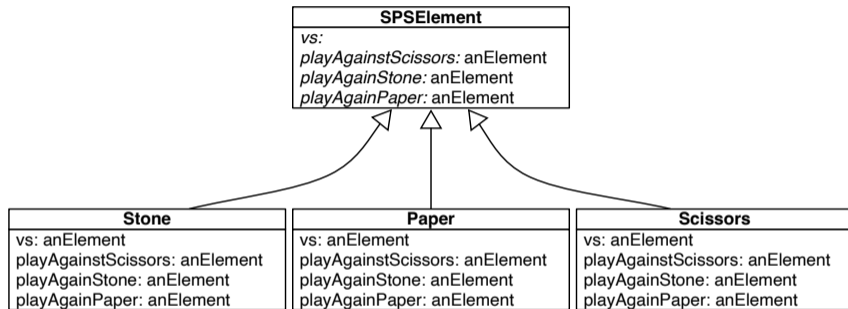 SPSElement
vs:
playAgainstScissors: anElement
playAgainStone: anElement
playAgainPaper: anElement
Stone
vs: anElement
playAgainstScissors: anElement
playAgainStone: anElement
playAgainPaper: anElement
Paper
vs: anElement
playAgainstScissors: anElement
playAgainStone: anElement
playAgainPaper: anElement
Scissors
vs: anElement
playAgainstScissors: anElement
playAgainStone: anElement
playAgainPaper: anElement